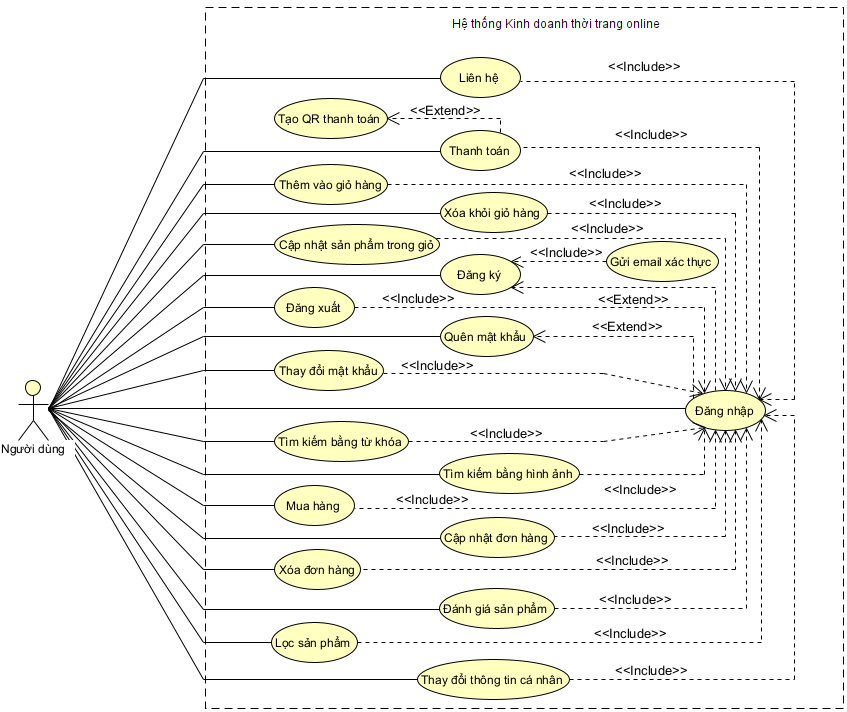 Hệ thống Kinh doanh thời trang online
Liên hệ
<<Include>>
Tạo QR thanh toán
<<Extend>>
Thanh toán
<<Include>>
Thêm vào giỏ hàng
<<Include>>
Xóa khỏi giỏ hàng
<<Include>>
Cập nhật sản phẩm trong giỏ
<<Include>>
Đăng ký
<<Include>>
Gửi email xác thực
Đăng xuất
<<Include>>
<<Extend>>
Quên mật khẩu
<<Extend>>
Thay đổi mật khẩu
<<Include>>
Đăng nhập
Người dùng
Tìm kiếm bằng từ khóa
<<Include>>
Tìm kiếm bằng hình ảnh
<<Include>>
Mua hàng
<<Include>>
Cập nhật đơn hàng
<<Include>>
Xóa đơn hàng
<<Include>>
Đánh giá sản phẩm
<<Include>>
Lọc sản phẩm
<<Include>>
Thay đổi thông tin cá nhân
<<Include>>